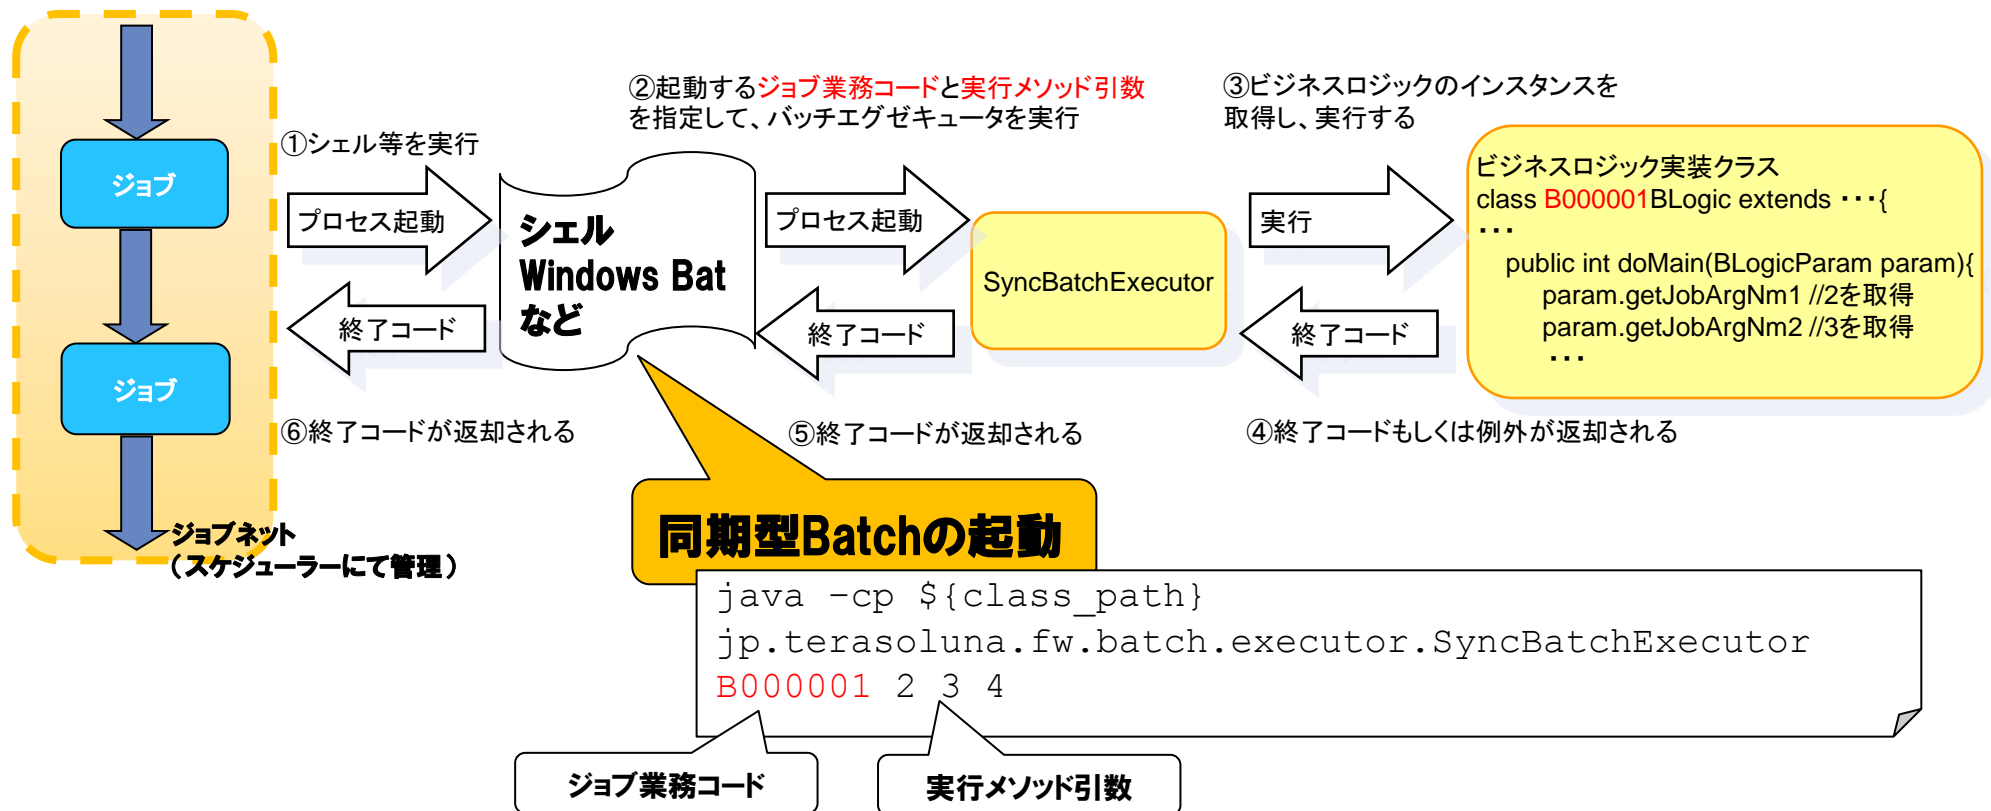 ジョブ
ジョブ
ジョブネット
（スケジューラーにて管理）
①シェル等を実行
プロセス起動
終了コード
⑥終了コードが返却される
シェル
Windows Bat
など
②起動するジョブ業務コードと実行メソッド引数
を指定して、バッチエグゼキュータを実行
プロセス起動
終了コード
⑤終了コードが返却される
SyncBatchExecutor
③ビジネスロジックのインスタンスを
取得し、実行する
実行
終了コード
④終了コードもしくは例外が返却される
ビジネスロジック実装クラス
class B000001BLogic extends ・・・{
・・・
public int doMain(BLogicParam param){
param.getJobArgNm1 //2を取得
param.getJobArgNm2 //3を取得
・・・
同期型Batchの起動
java –cp ${class_path}
jp.terasoluna.fw.batch.executor.SyncBatchExecutor
B000001 2 3 4
ジョブ業務コード
実行メソッド引数